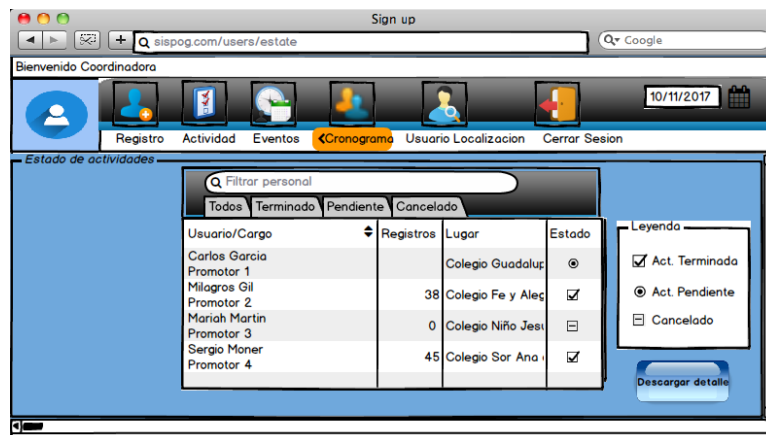 Sign up
sispog.com/users/estate
Google
Bienvenido Coordinadora
10/11/2017
Registro Actividad Eventos Cronograma Usuario Localizacion Cerrar Sesion
Estado de actividades
Filtrar personal
Todos Terminado Pendiente Cancelado
Usuario/Cargo Registros Lugar Estado
Carlos Garcia
Promotor 1
Colegio Guadalup
Milagros Gil
Promotor 2
38 Colegio Fe y Aleg
Mariah Martin
Promotor 3
0 Colegio Niño Jesu
Sergio Moner
Promotor 4
45 Colegio Sor Ana
Leyenda
Act. Terminada
Act. Pendiente
Cancelado
Descargar detalle